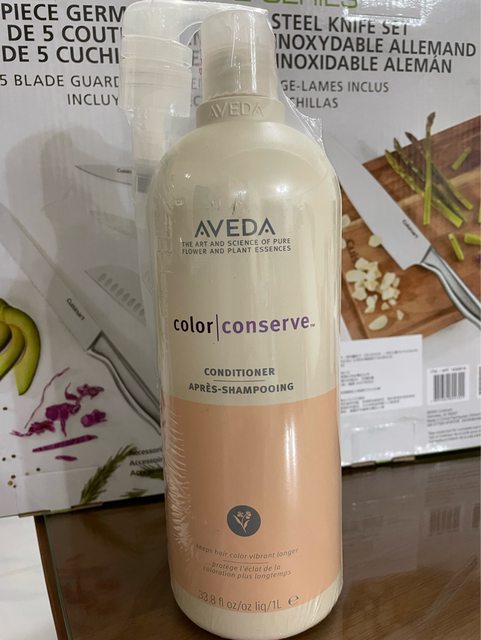 PIECE GERM
DE 5 COUT
DE 5 CUCHI
5 BLADE GUARD
INCLUY
STEEL KNIFE SET
INOXYDABLE ALLEMAND
INOXIDABLE ALEMÁN
GE-LAMES INCLUS
CHILLAS
Cuisinart
Cuisinart
Cuisinart
AVEDA
AVEDA
THE ART AND SCIENCE OF PURE
FLOWER AND PLANT ESSENCES
color|conserve™
CONDITIONER
APRÈS-SHAMPOOING
keeps hair color vibrant longer
protège l'éclat de la
coloration plus longtemps
33.8 fl oz/oz liq/1L e